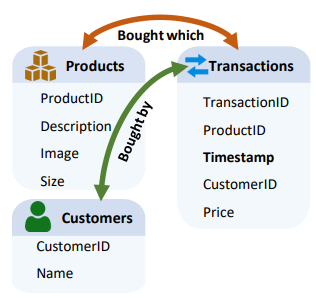 Bought which
Products
ProductID
Description
Image
Size
Transactions
TransactionID
ProductID
Timestamp
CustomerID
Price
Bought by
Customers
CustomerID
Name